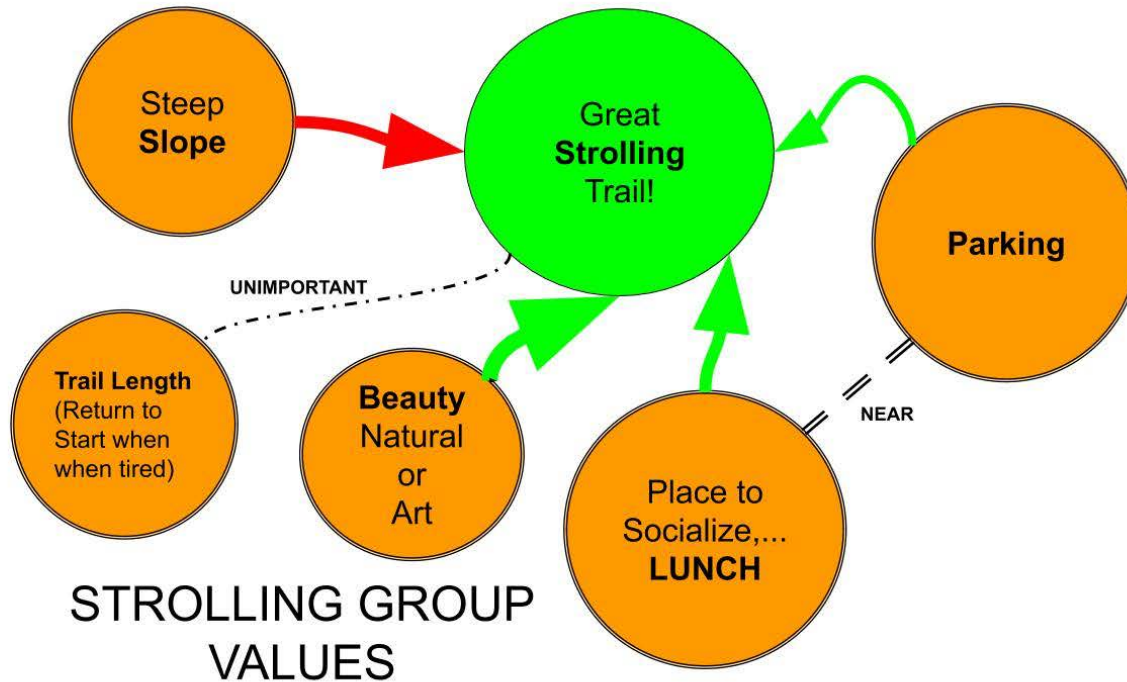 Steep
Slope
Great
Strolling
Trail!
Parking
UNIMPORTANT
Trail Length
(Return to
Start when
when tired)
Beauty
Natural
or
Art
NEAR
Place to
Socialize,...
LUNCH
STROLLING GROUP
VALUES